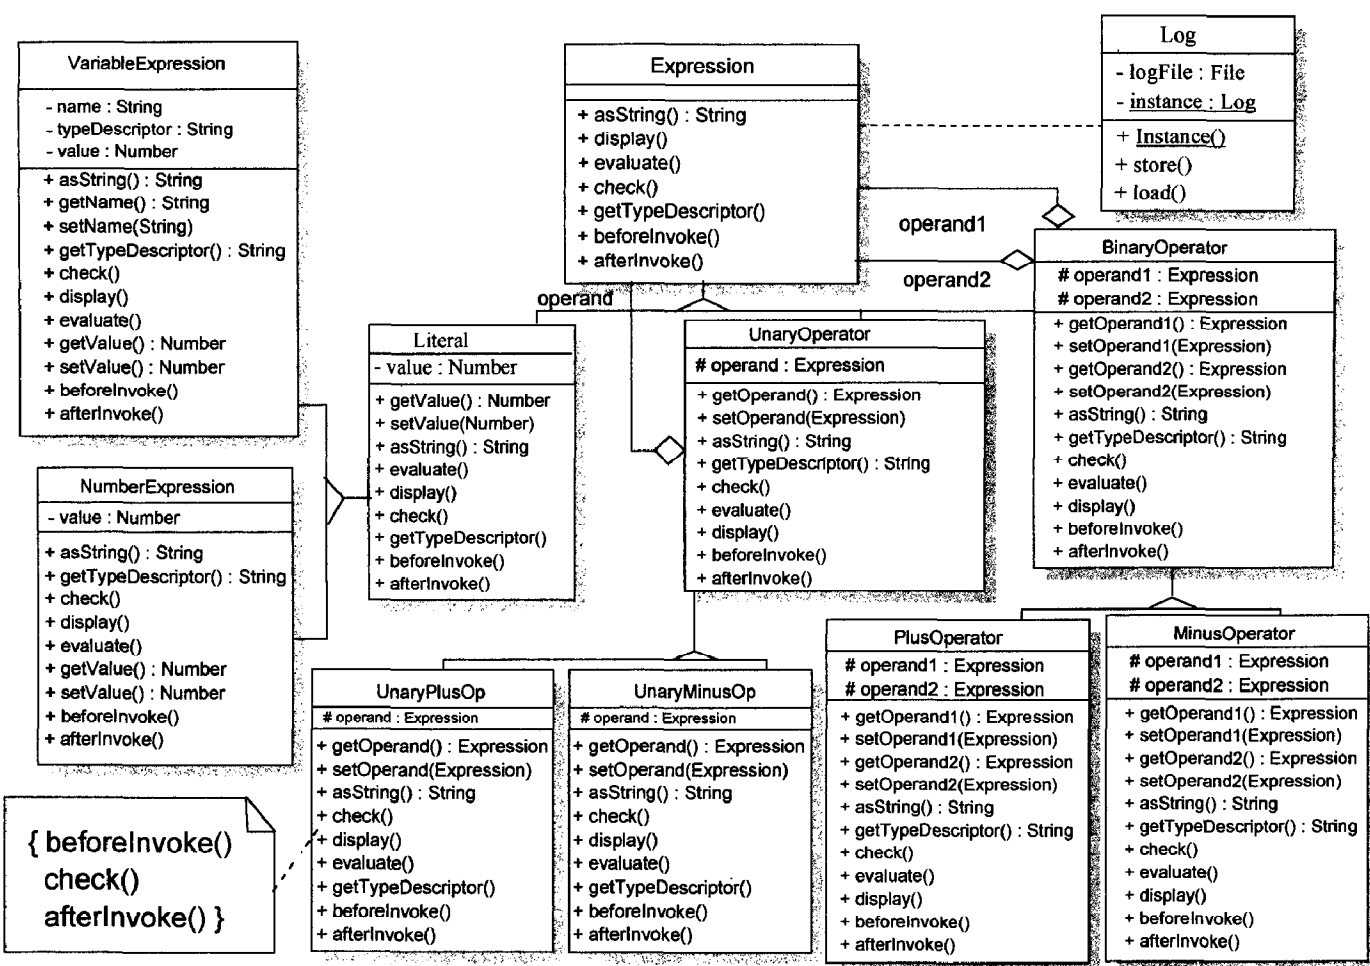 VariableExpression
- name : String
- typeDescriptor : String
- value : Number
+ asString() : String
+ getName() : String
+ setName(String)
+ getTypeDescriptor() : String
+ check()
+ display()
+ evaluate()
+ getValue() : Number
+ setValue() : Number
+ beforeInvoke()
+ afterInvoke()
Expression
+ asString() : String
+ display()
+ evaluate()
+ check()
+ getTypeDescriptor()
+ beforeInvoke()
+ afterInvoke()
Log
- logFile : File
- instance : Log
+ Instance()
+ store()
+ load()
operand1
operand2
operand
BinaryOperator
# operand1 : Expression
# operand2 : Expression
+ getOperand1() : Expression
+ setOperand1(Expression)
+ getOperand2() : Expression
+ setOperand2(Expression)
+ asString() : String
+ getTypeDescriptor() : String
+ check()
+ evaluate()
+ display()
+ beforeInvoke()
+ afterInvoke()
Literal
- value : Number
+ getValue() : Number
+ setValue(Number)
+ asString() : String
+ evaluate()
+ display()
+ check()
+ getTypeDescriptor()
+ beforeInvoke()
+ afterInvoke()
UnaryOperator
# operand : Expression
+ getOperand() : Expression
+ setOperand(Expression)
+ asString() : String
+ getTypeDescriptor() : String
+ check()
+ evaluate()
+ display()
+ beforeInvoke()
+ afterInvoke()
NumberExpression
- value : Number
+ asString() : String
+ getTypeDescriptor() : String
+ check()
+ display()
+ evaluate()
+ getValue() : Number
+ setValue() : Number
+ beforeInvoke()
+ afterInvoke()
UnaryPlusOp
# operand : Expression
+ getOperand() : Expression
+ setOperand(Expression)
+ asString() : String
+ check()
+ display()
+ evaluate()
+ getTypeDescriptor()
+ beforeInvoke()
+ afterInvoke()
UnaryMinusOp
# operand : Expression
+ getOperand() : Expression
+ setOperand(Expression)
+ asString() : String
+ check()
+ display()
+ evaluate()
+ getTypeDescriptor()
+ beforeInvoke()
+ afterInvoke()
PlusOperator
# operand1 : Expression
# operand2 : Expression
+ getOperand1() : Expression
+ setOperand1(Expression)
+ getOperand2() : Expression
+ setOperand2(Expression)
+ asString() : String
+ getTypeDescriptor() : String
+ check()
+ evaluate()
+ display()
+ beforeInvoke()
+ afterInvoke()
MinusOperator
# operand1 : Expression
# operand2 : Expression
+ getOperand1() : Expression
+ setOperand1(Expression)
+ getOperand2() : Expression
+ setOperand2(Expression)
+ asString() : String
+ getTypeDescriptor() : String
+ check()
+ evaluate()
+ display()
+ beforeInvoke()
+ afterInvoke()
{ beforeInvoke()
check()
afterInvoke() }